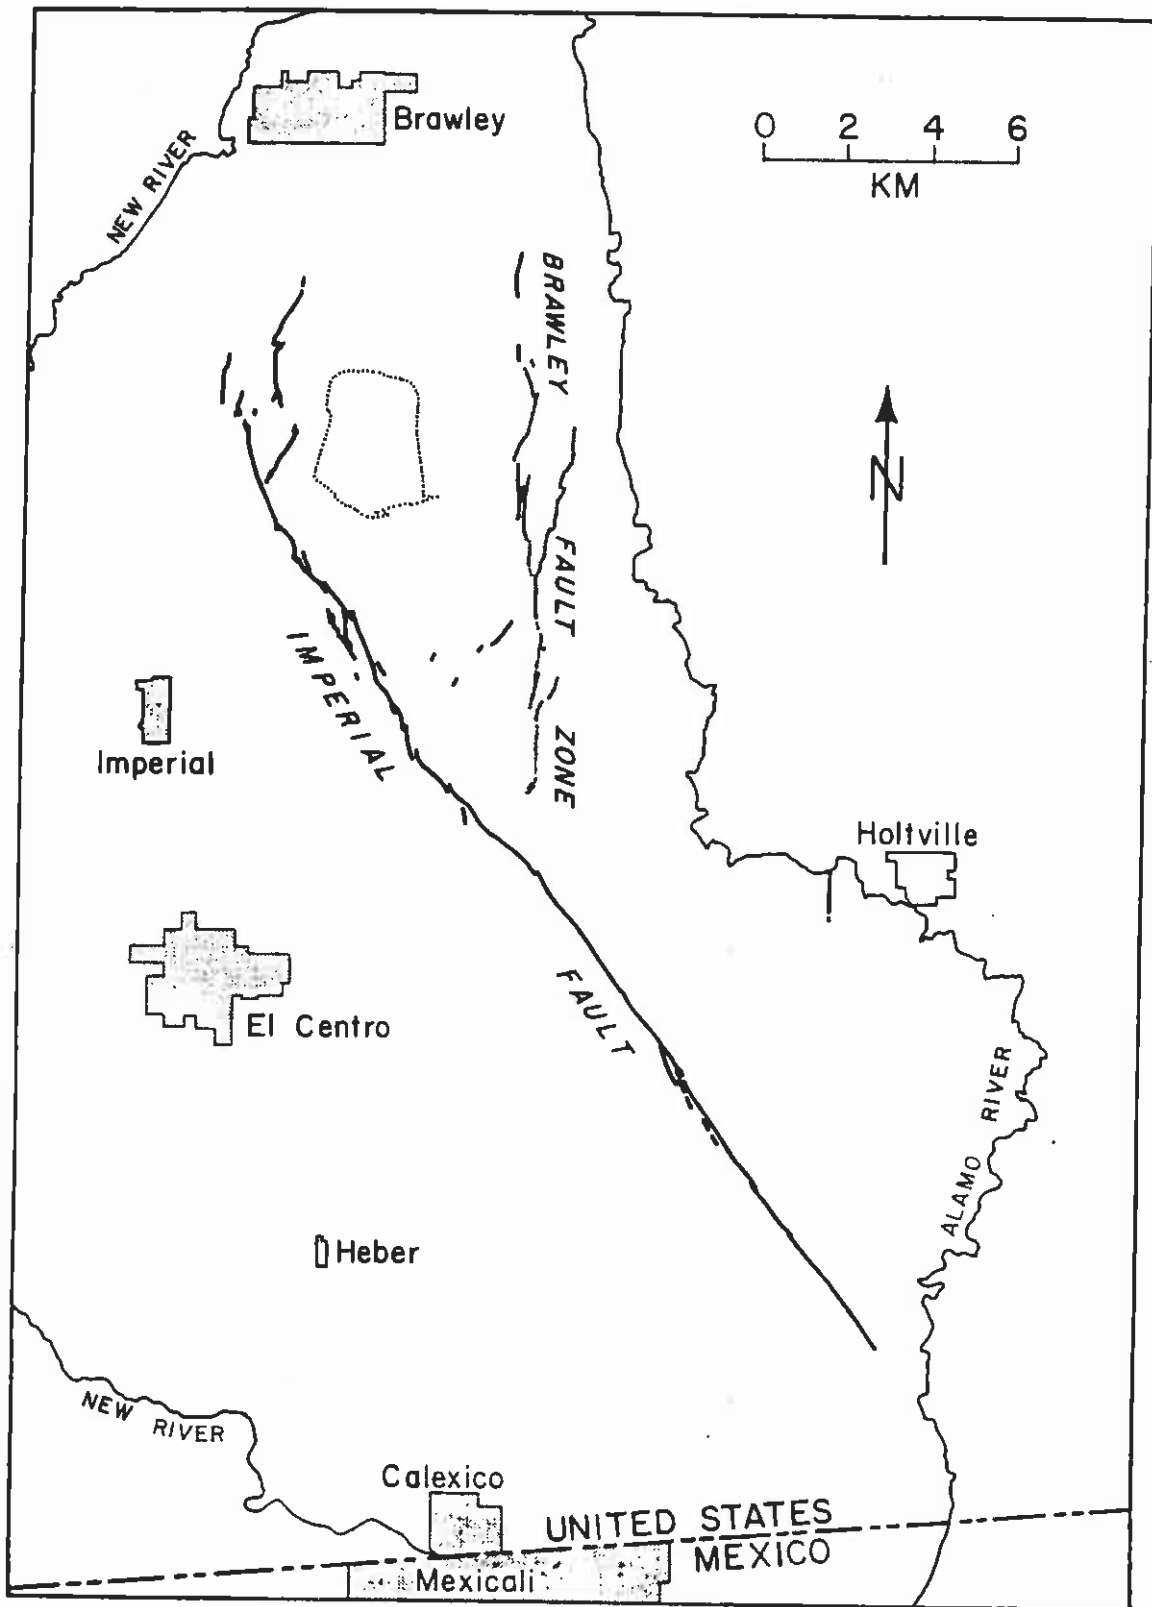 Brawley
0 2 4 6
KM
NEW RIVER
BRAWLEY
FAULT
ZONE
N
IMPERIAL
FAULT
Imperial
Holtville
El Centro
ALAMO RIVER
Heber
NEW RIVER
Calexico
UNITED STATES
MEXICO
Mexicali